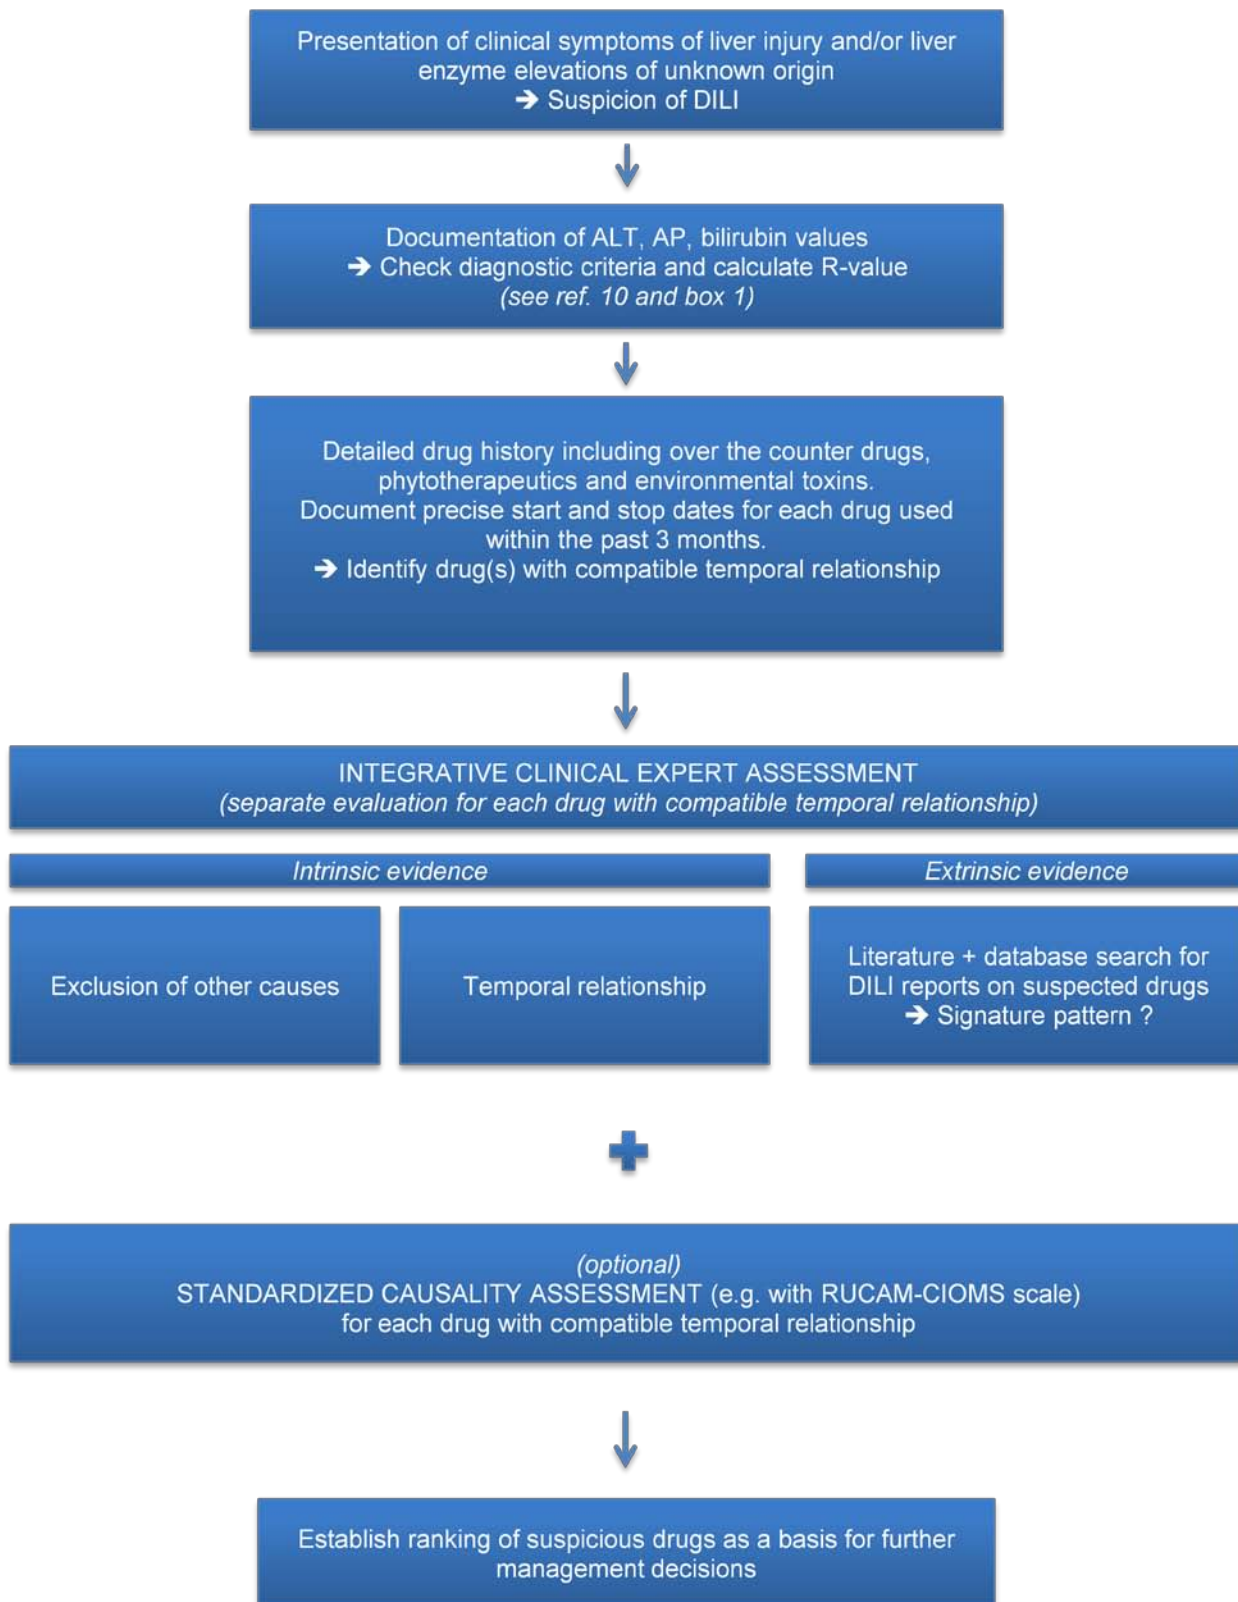 Presentation of clinical symptoms of liver injury and/or liver
enzyme elevations of unknown origin
➔ Suspicion of DILI
Documentation of ALT, AP, bilirubin values
➔ Check diagnostic criteria and calculate R-value
(see ref. 10 and box 1)
Detailed drug history including over the counter drugs,
phytotherapeutics and environmental toxins.
Document precise start and stop dates for each drug used
within the past 3 months.
➔ Identify drug(s) with compatible temporal relationship
INTEGRATIVE CLINICAL EXPERT ASSESSMENT
(separate evaluation for each drug with compatible temporal relationship)
Intrinsic evidence
Extrinsic evidence
Exclusion of other causes
Temporal relationship
Literature + database search for
DILI reports on suspected drugs
➔ Signature pattern ?
(optional)
STANDARDIZED CAUSALITY ASSESSMENT (e.g. with RUCAM-CIOMS scale)
for each drug with compatible temporal relationship
Establish ranking of suspicious drugs as a basis for further
management decisions